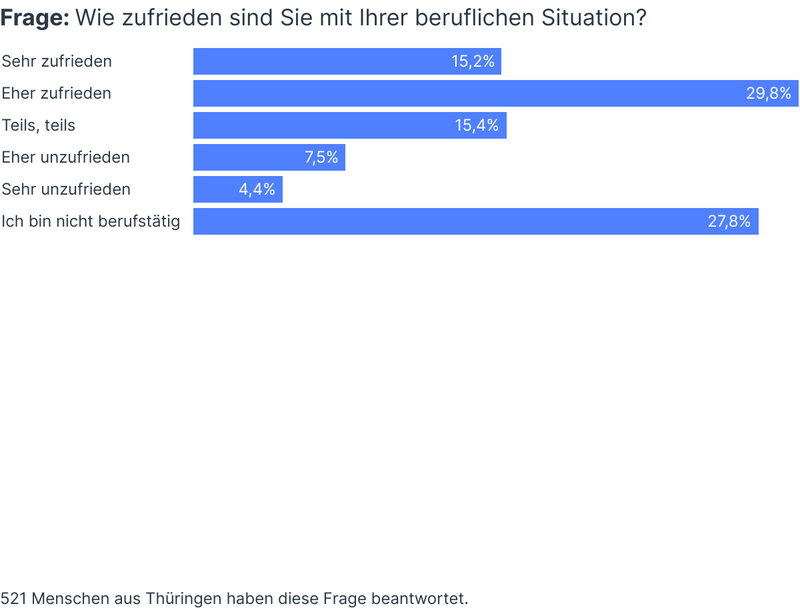 Frage: Wie zufrieden sind Sie mit Ihrer beruflichen Situation?
Sehr zufrieden 15,2%
Eher zufrieden 29,8%
Teils, teils 15,4%
Eher unzufrieden 7,5%
Sehr unzufrieden 4,4%
Ich bin nicht berufstätig 27,8%
521 Menschen aus Thüringen haben diese Frage beantwortet.